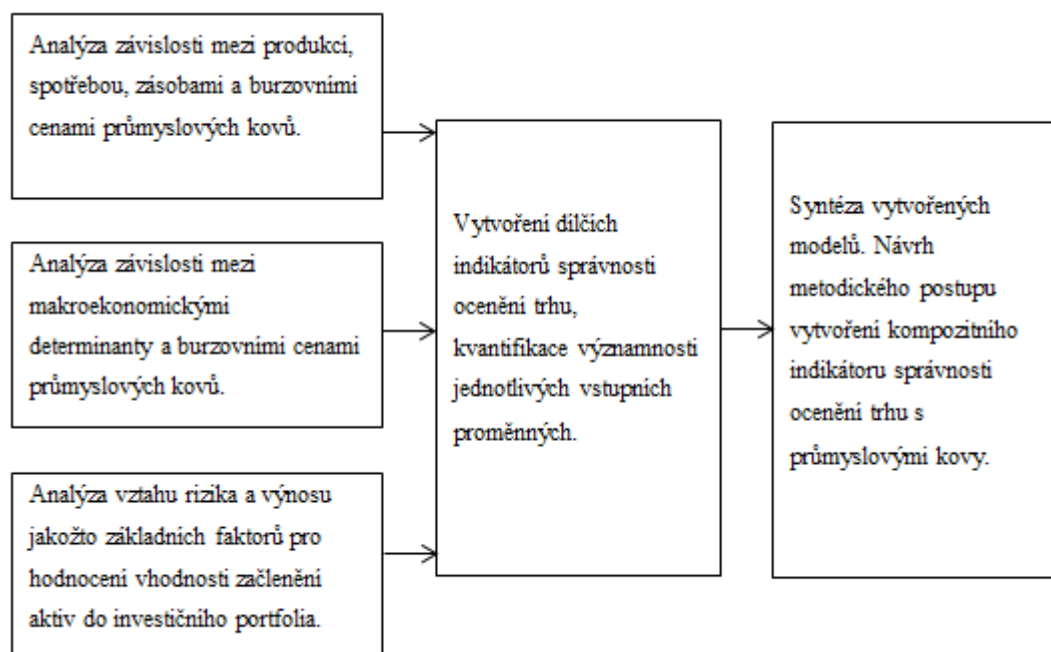 Analýza závislosti mezi produkcí,
spotřebou, zásobami a burzovními
cenami průmyslových kovů.
Analýza závislosti mezi
makroekonomickými
determinanty a burzovními cenami
průmyslových kovů.
Analýza vztahu rizika a výnosu
jakožto základních faktorů pro
hodnocení vhodnosti začlenění
aktiv do investičního portfolia.
Vytvoření dílčích
indikátorů správnosti
ocenění trhu,
kvantifikace významnosti
jednotlivých vstupních
proměnných.
Syntéza vytvořených
modelů. Návrh
metodického postupu
vytvoření kompozitního
indikátoru správnosti
ocenění trhu s
průmyslovými kovy.